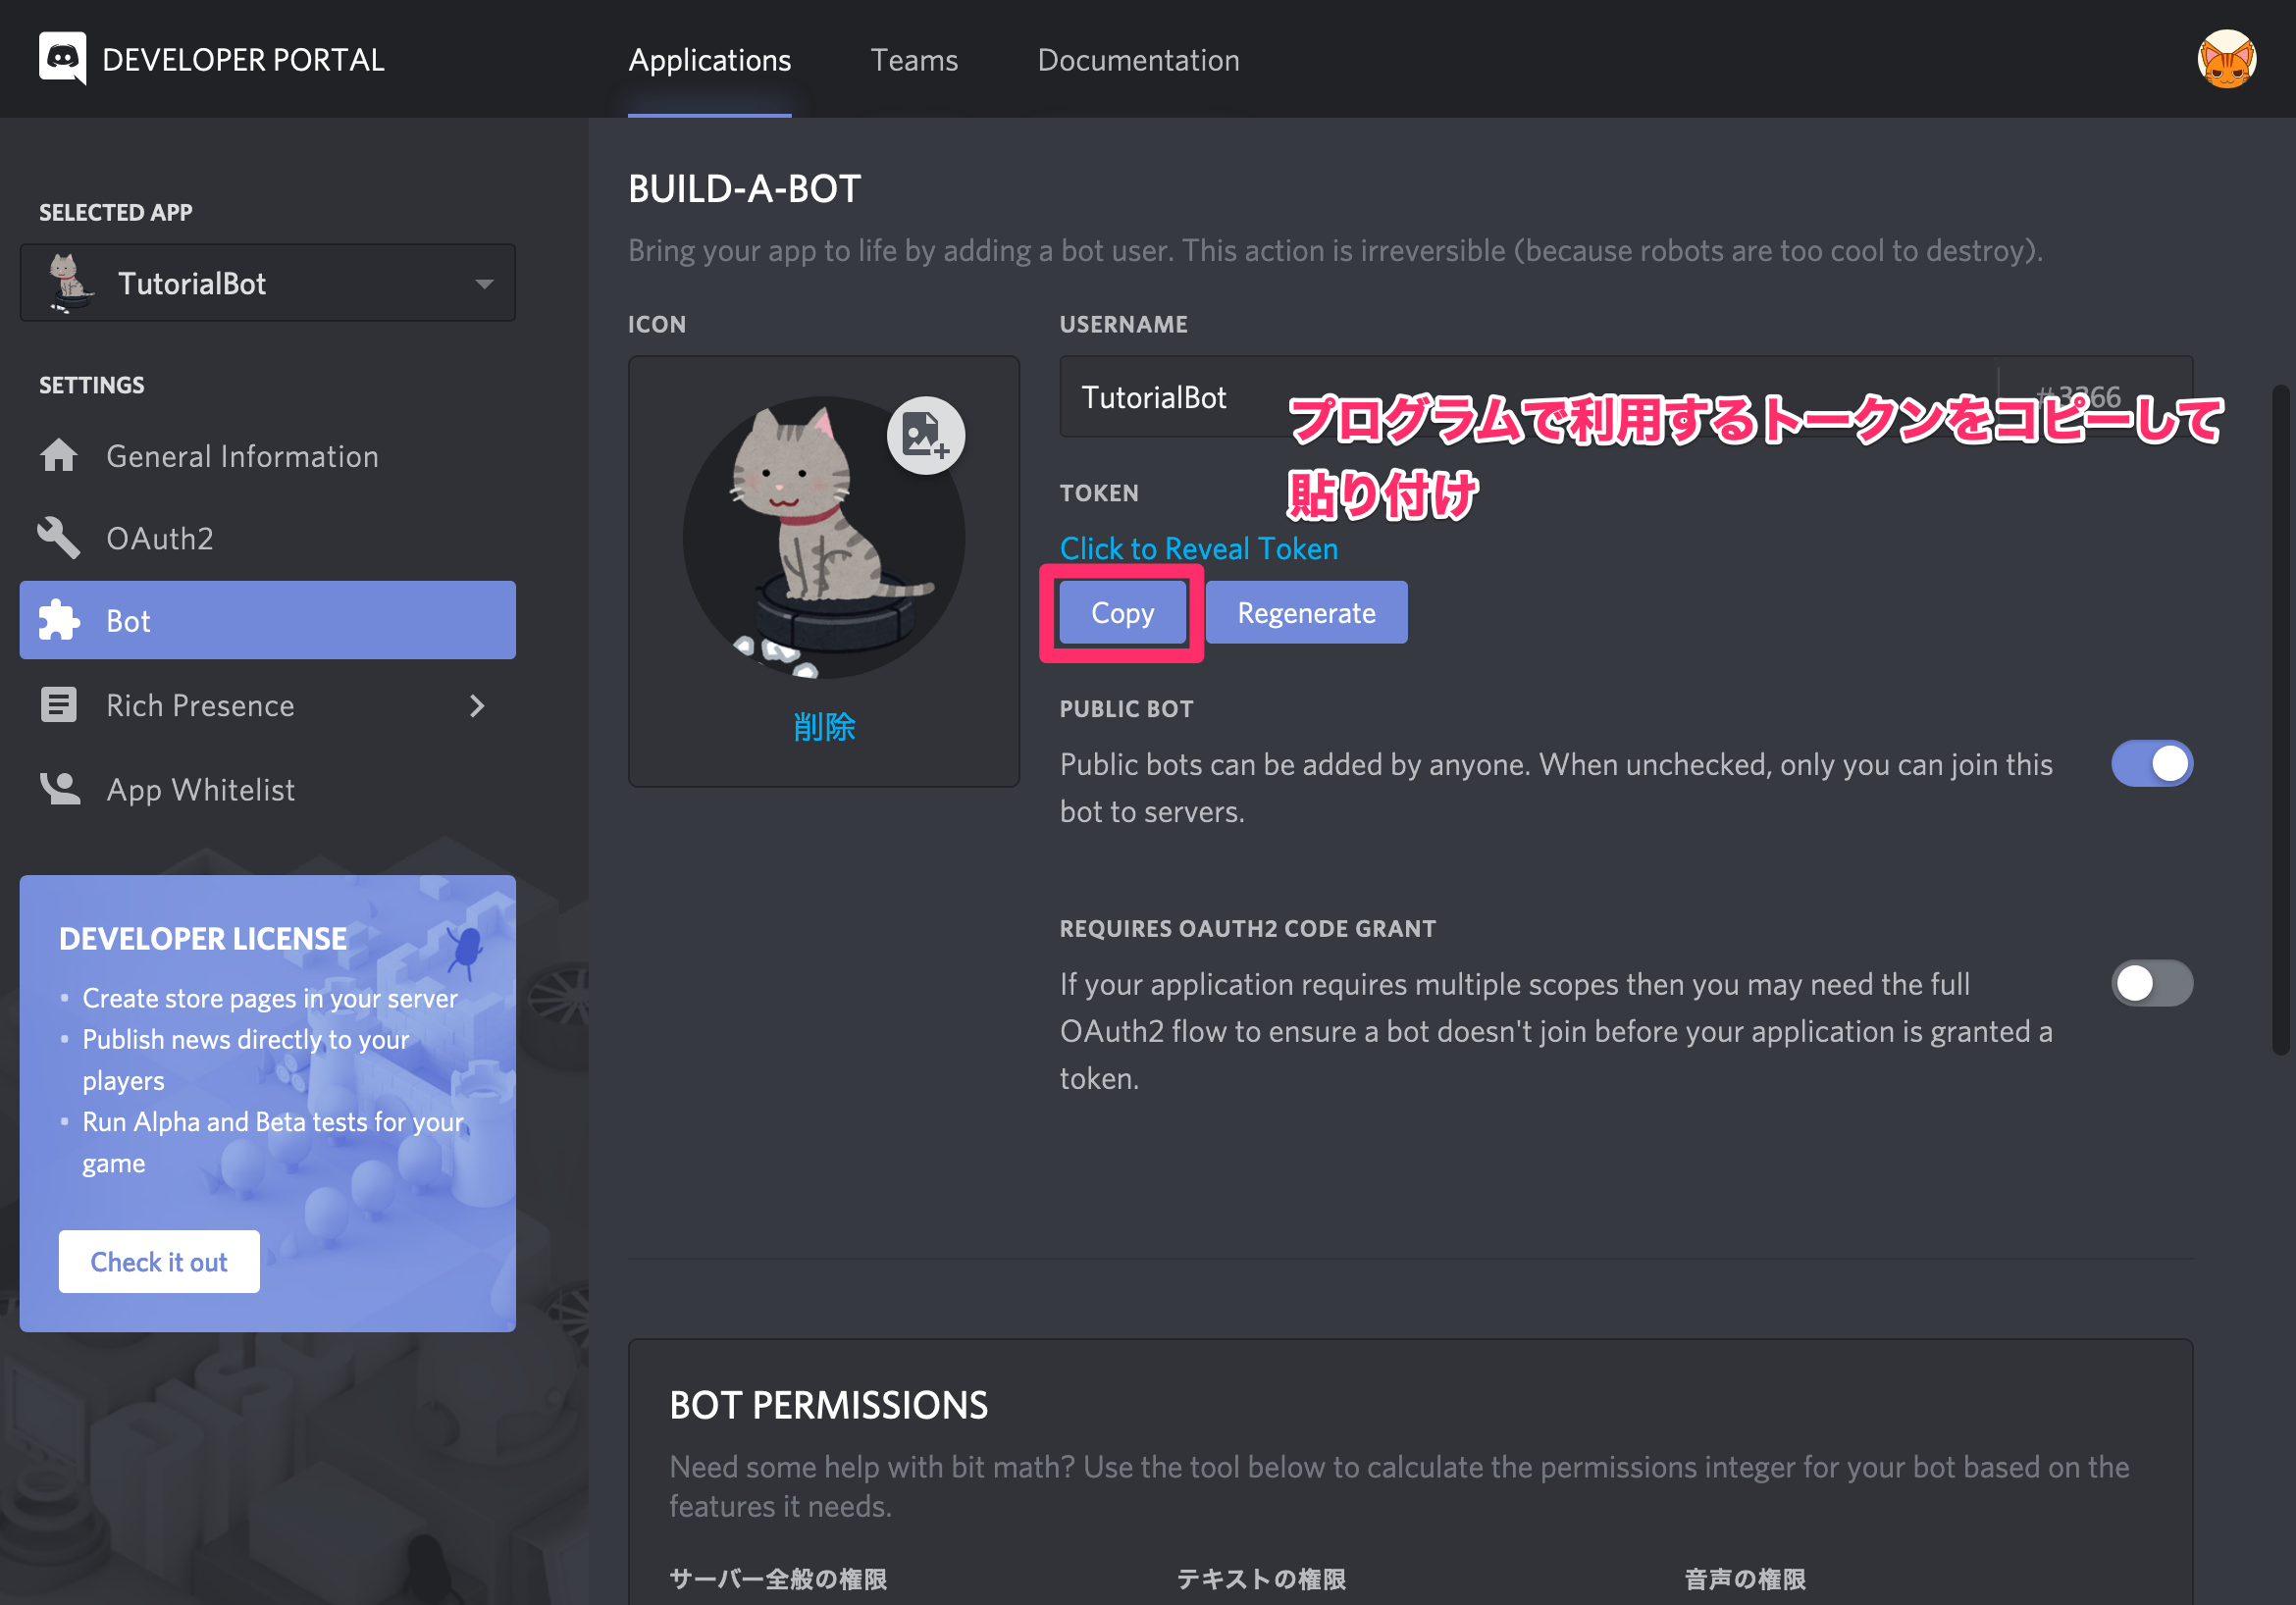 DEVELOPER PORTAL
Applications
Teams
Documentation
SELECTED APP
TutorialBot
SETTINGS
General Information
OAuth2
Bot
Rich Presence
App Whitelist
DEVELOPER LICENSE
• Create store pages in your server
• Publish news directly to your
players
• Run Alpha and Beta tests for your
game
Check it out
BUILD-A-BOT
Bring your app to life by adding a bot user. This action is irreversible (because robots are too cool to destroy).
ICON
削除
USERNAME
TutorialBot
#3366
プログラムで利用するトークンをコピーして
貼り付け
TOKEN
Click to Reveal Token
Copy
Regenerate
PUBLIC BOT
Public bots can be added by anyone. When unchecked, only you can join this
bot to servers.
REQUIRES OAUTH2 CODE GRANT
If your application requires multiple scopes then you may need the full
OAuth2 flow to ensure a bot doesn't join before your application is granted a
token.
BOT PERMISSIONS
Need some help with bit math? Use the tool below to calculate the permissions integer for your bot based on the
features it needs.
サーバー全般の権限
テキストの権限
音声の権限